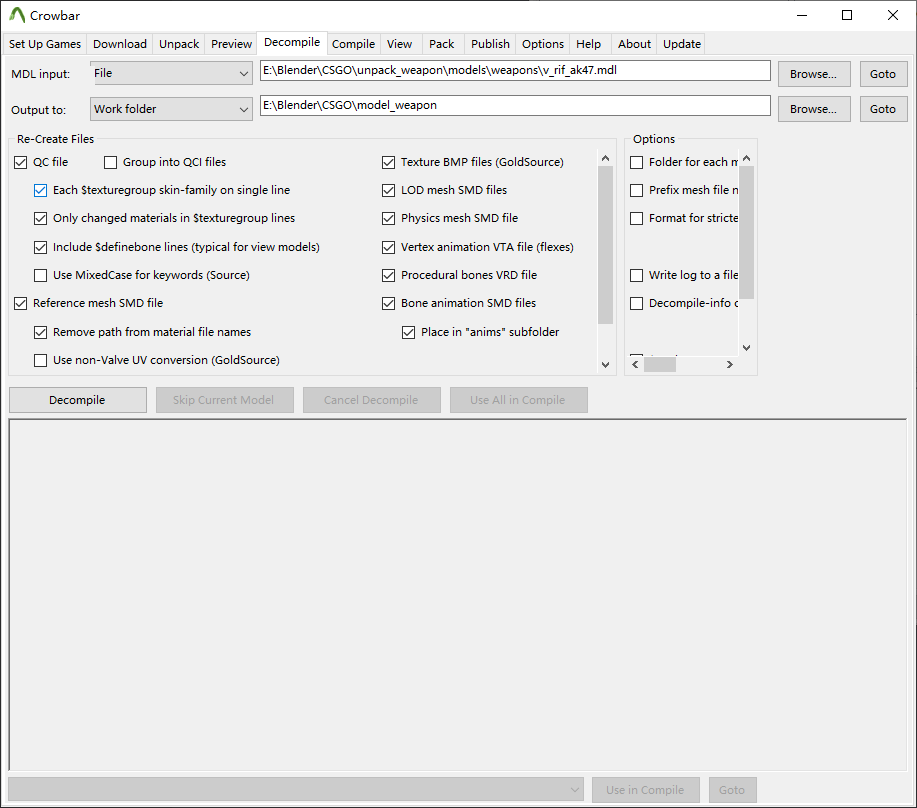 Crowbar
Set Up Games Download Unpack Preview Decompile Compile View Pack Publish Options Help About Update
MDL input: File E:\Blender\CSGO\unpack_weapon\models\weapons\v_rif_ak47.mdl Browse... Goto
Output to: Work folder E:\Blender\CSGO\model_weapon Browse... Goto
Re-Create Files
QC file Group into QCI files
Each $texturegroup skin-family on single line
Only changed materials in $texturegroup lines
Include $definebone lines (typical for view models)
Use MixedCase for keywords (Source)
Reference mesh SMD file
Remove path from material file names
Use non-Valve UV conversion (GoldSource)
Texture BMP files (GoldSource)
LOD mesh SMD files
Physics mesh SMD file
Vertex animation VTA file (flexes)
Procedural bones VRD file
Bone animation SMD files
Place in "anims" subfolder
Options
Folder for each
Prefix mesh file
Format for stricte
Write log to a file
Decompile-info
Decompile Skip Current Model Cancel Decompile Use All in Compile
Use in Compile Goto